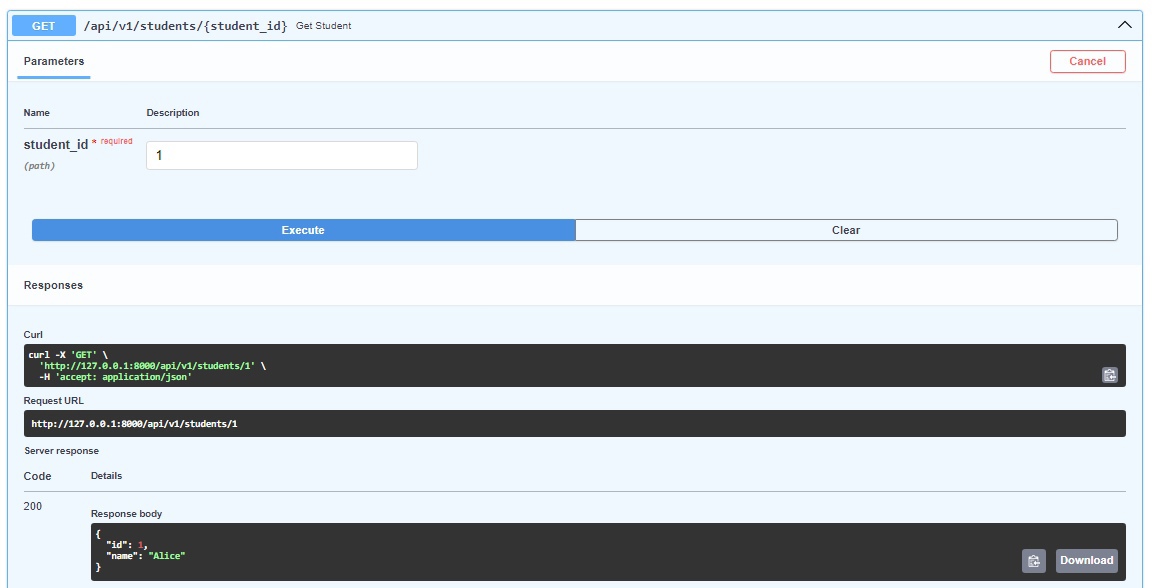 GET /api/v1/students/{student_id} Get Student
Parameters Cancel
Name Description
student_id * required
(path)
1
Execute Clear
Responses
Curl
curl -X 'GET' \
'http://127.0.0.1:8000/api/v1/students/1' \
-H 'accept: application/json'
Request URL
http://127.0.0.1:8000/api/v1/students/1
Server response
Code Details
200
Response body
{
"id": 1,
"name": "Alice"
}
Download